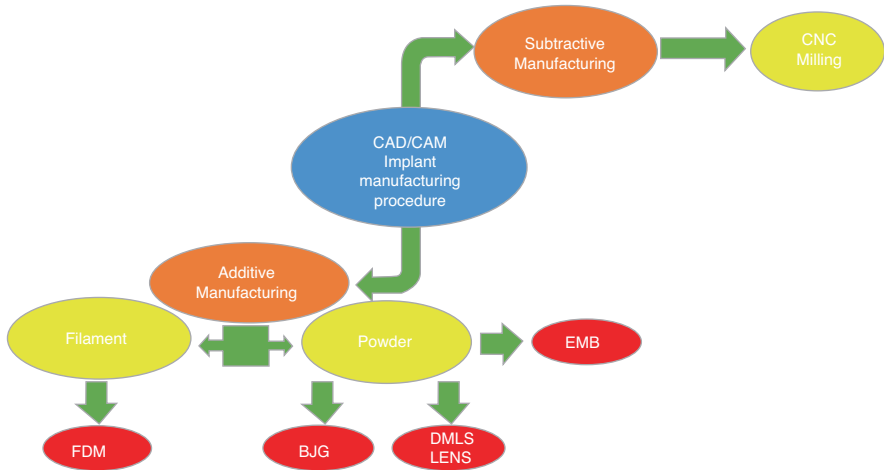 Subtractive
Manufacturing
CNC
Milling
CAD/CAM
Implant
manufacturing
procedure
Additive
Manufacturing
Filament
Powder
EMB
FDM
BJG
DMLS
LENS